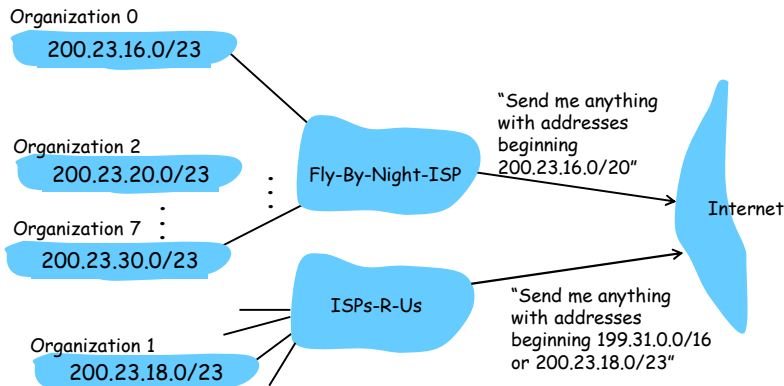 Organization 0
200.23.16.0/23
Organization 2
200.23.20.0/23
Organization 7
200.23.30.0/23
Organization 1
200.23.18.0/23
Fly-By-Night-ISP
ISPs-R-Us
“Send me anything
with addresses
beginning
200.23.16.0/20”
Internet
“Send me anything
with addresses
beginning 199.31.0.0/16
or 200.23.18.0/23”